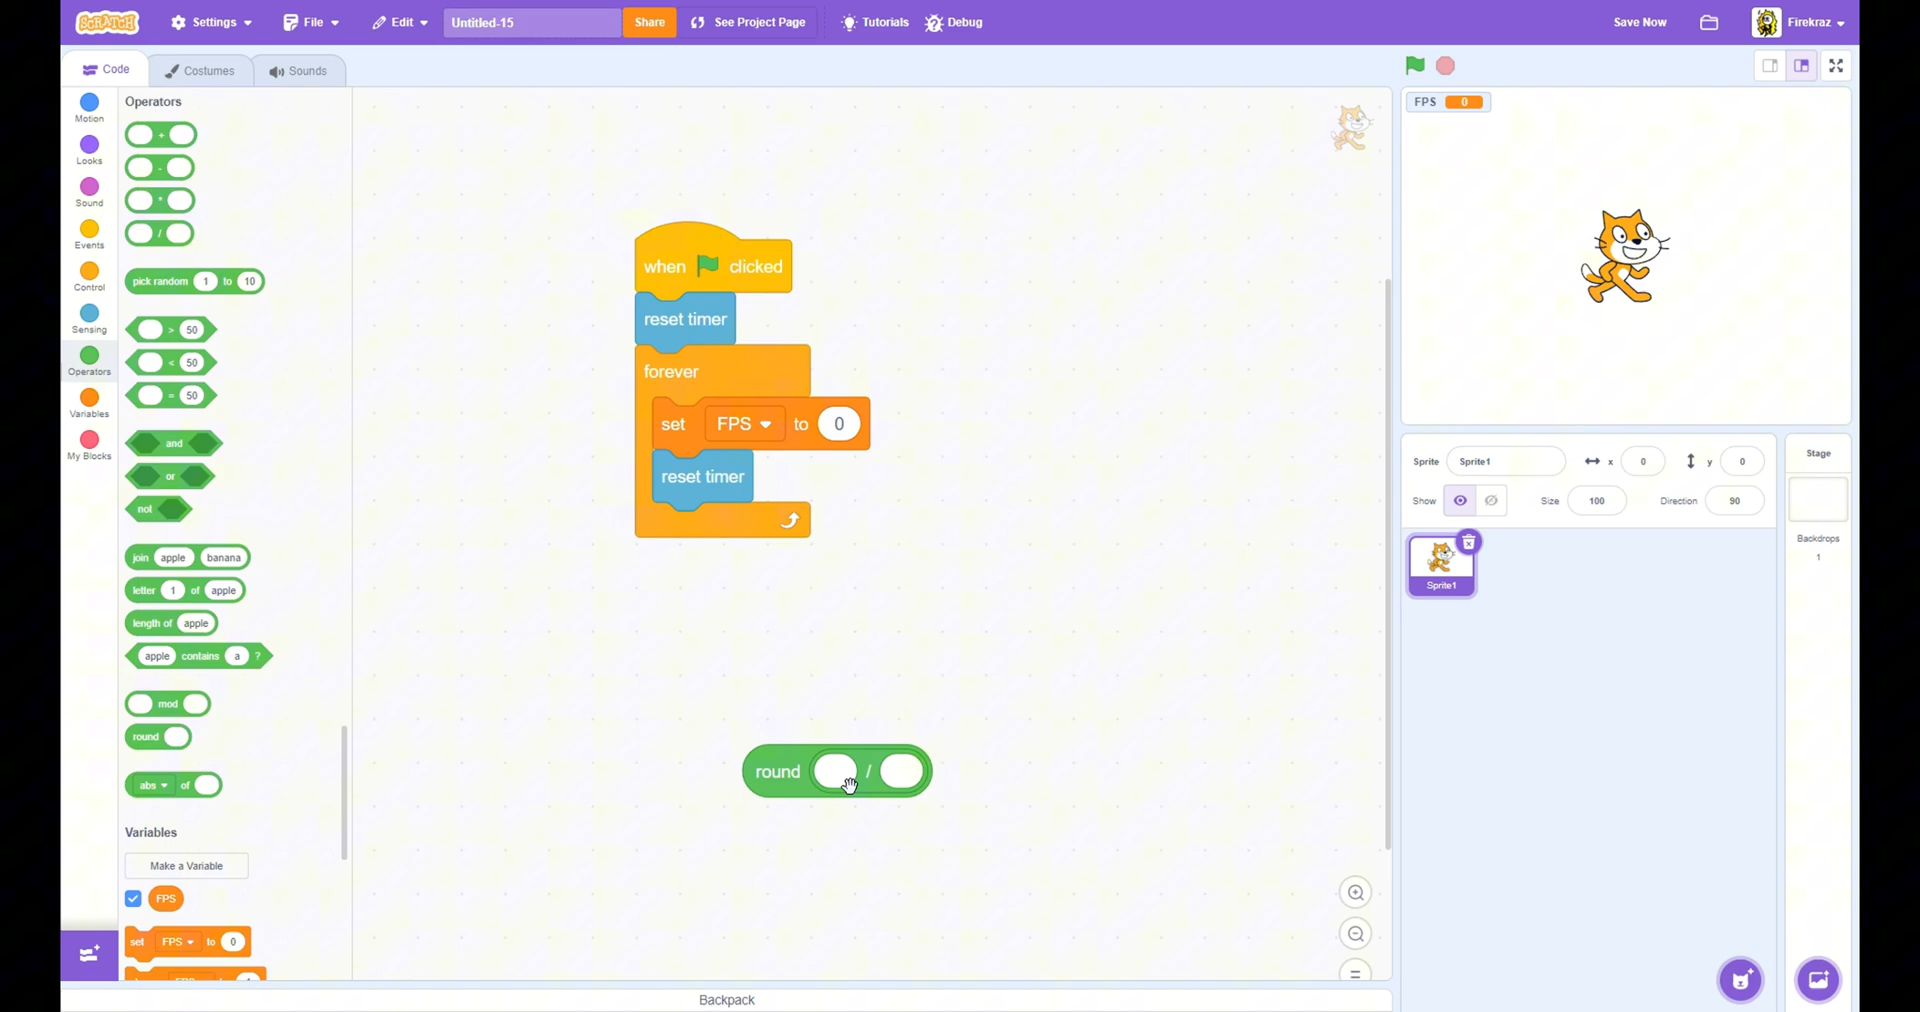 SCRATCH Settings File Edit Untitled-15 Share See Project Page Tutorials Debug Save Now Firekraz
Code Costumes Sounds
Motion
Looks
Sound
Events
Control
Sensing
Operators
Variables
My Blocks
Operators
+
-
*
/
pick random 1 to 10
> 50
< 50
= 50
and
or
not
join apple banana
letter 1 of apple
length of apple
apple contains a ?
mod
round
abs of
Variables
Make a Variable
FPS
set FPS to 0
when clicked
reset timer
forever
set FPS to 0
reset timer
round /
Backpack
FPS 0
Sprite Sprite1 x 0 y 0
Show Size 100 Direction 90
Sprite1
Stage
Backdrops
1